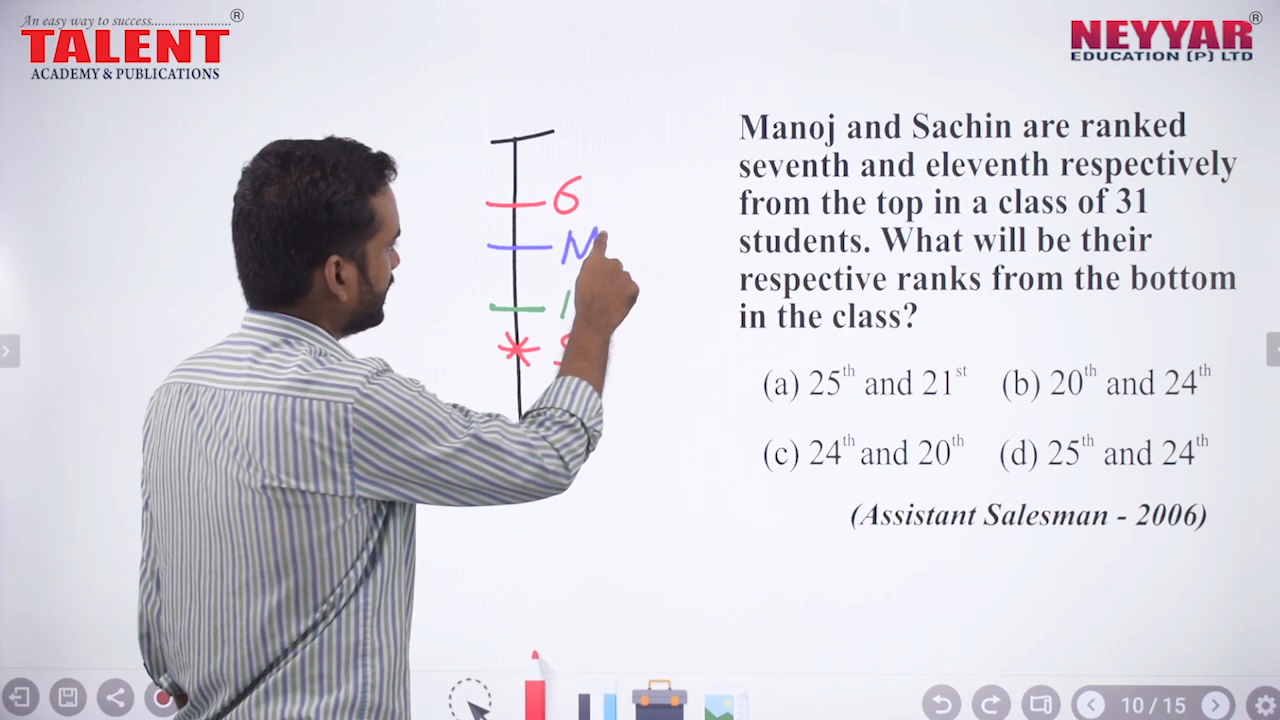 An easy way to success........................®
TALENT
ACADEMY & PUBLICATIONS
NEYYAR®
EDUCATION (P) LTD
6
M
Manoj and Sachin are ranked
seventh and eleventh respectively
from the top in a class of 31
students. What will be their
respective ranks from the bottom
in the class?
(a) 25th and 21st (b) 20th and 24th
(c) 24th and 20th (d) 25th and 24th
(Assistant Salesman - 2006)
10 / 15